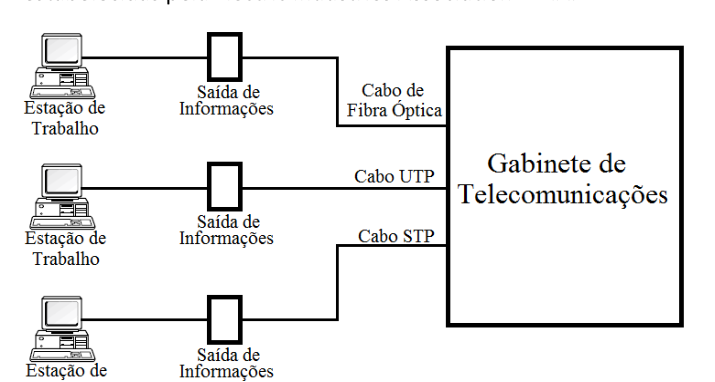 Cabo de
Fibra Óptica
Saída de
Informações
Estação de
Trabalho
Gabinete de
Telecomunicações
Cabo UTP
Saída de
Informações
Estação de
Trabalho
Cabo STP
Saída de
Informações
Estação de